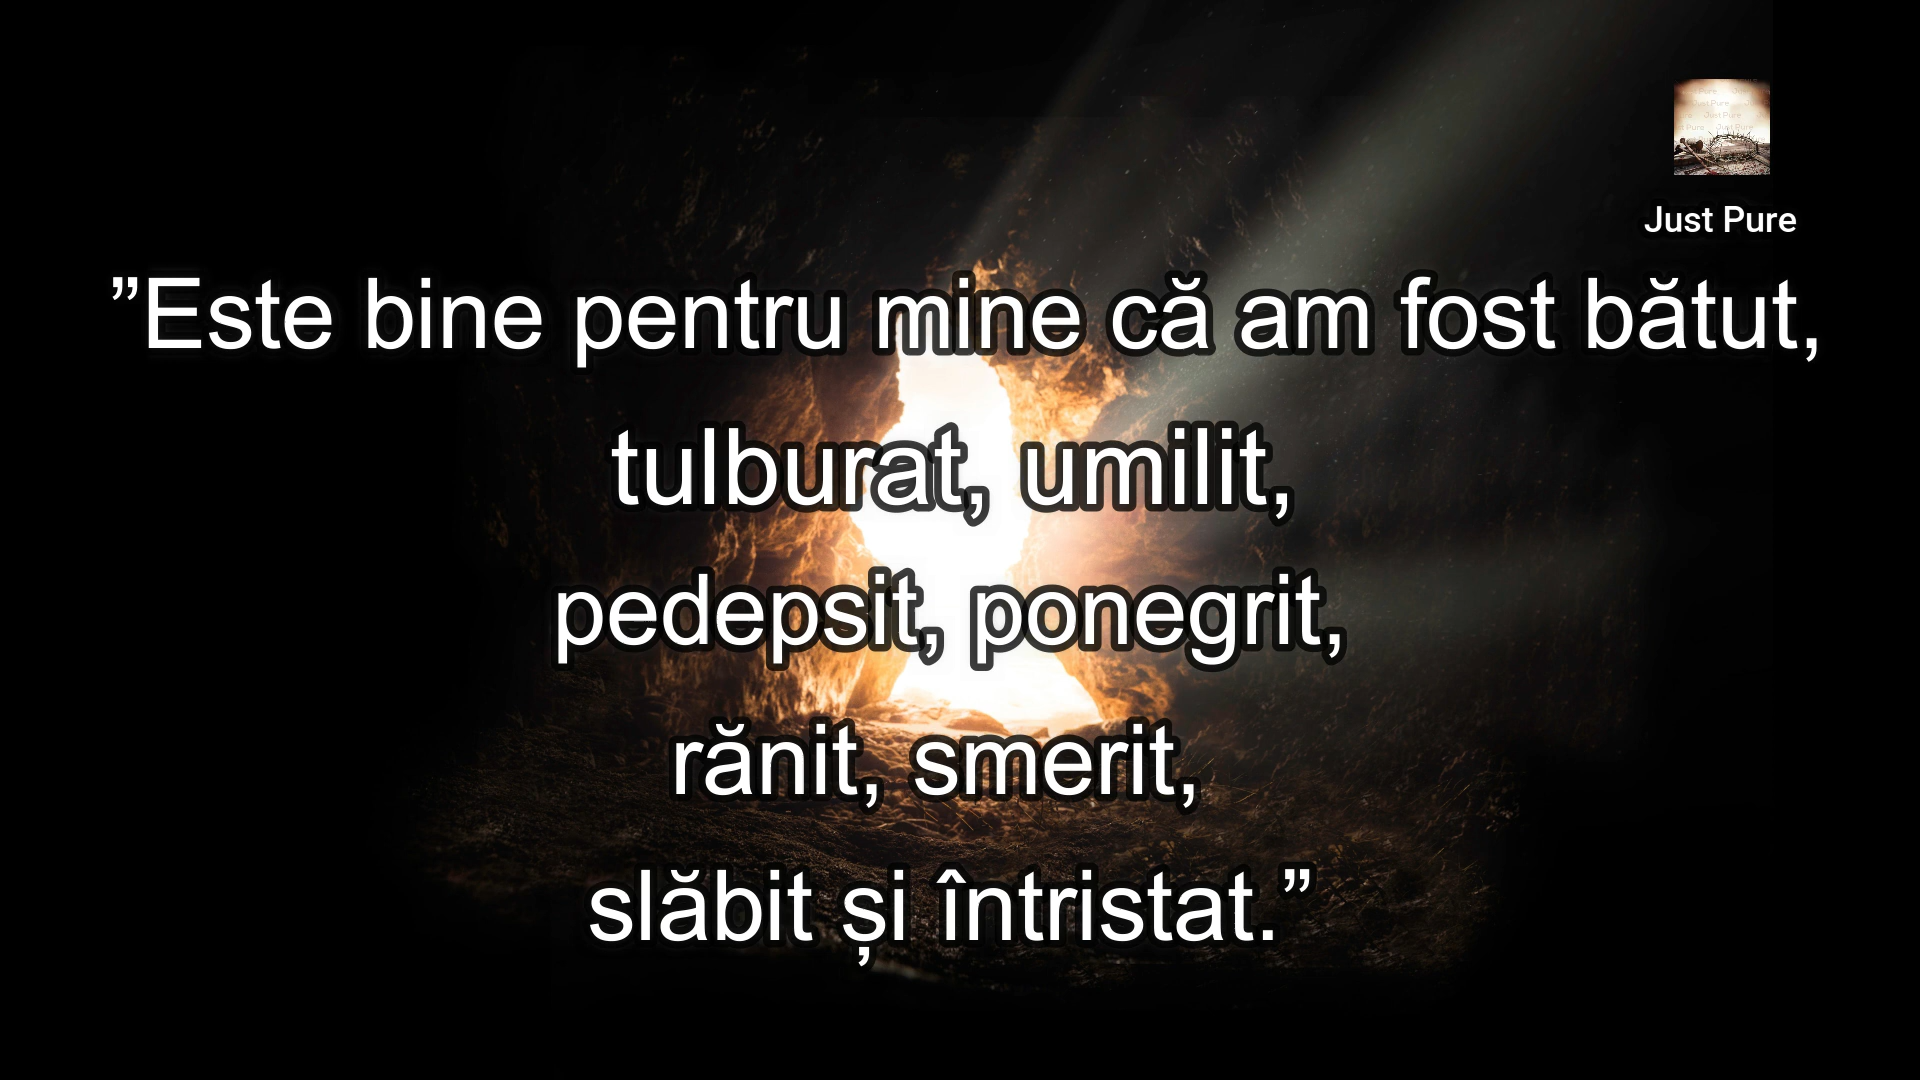 Just Pure
”Este bine pentru mine că am fost bătut,
tulburat, umilit,
pedepsit, ponegrit,
rănit, smerit,
slăbit și întristat.”